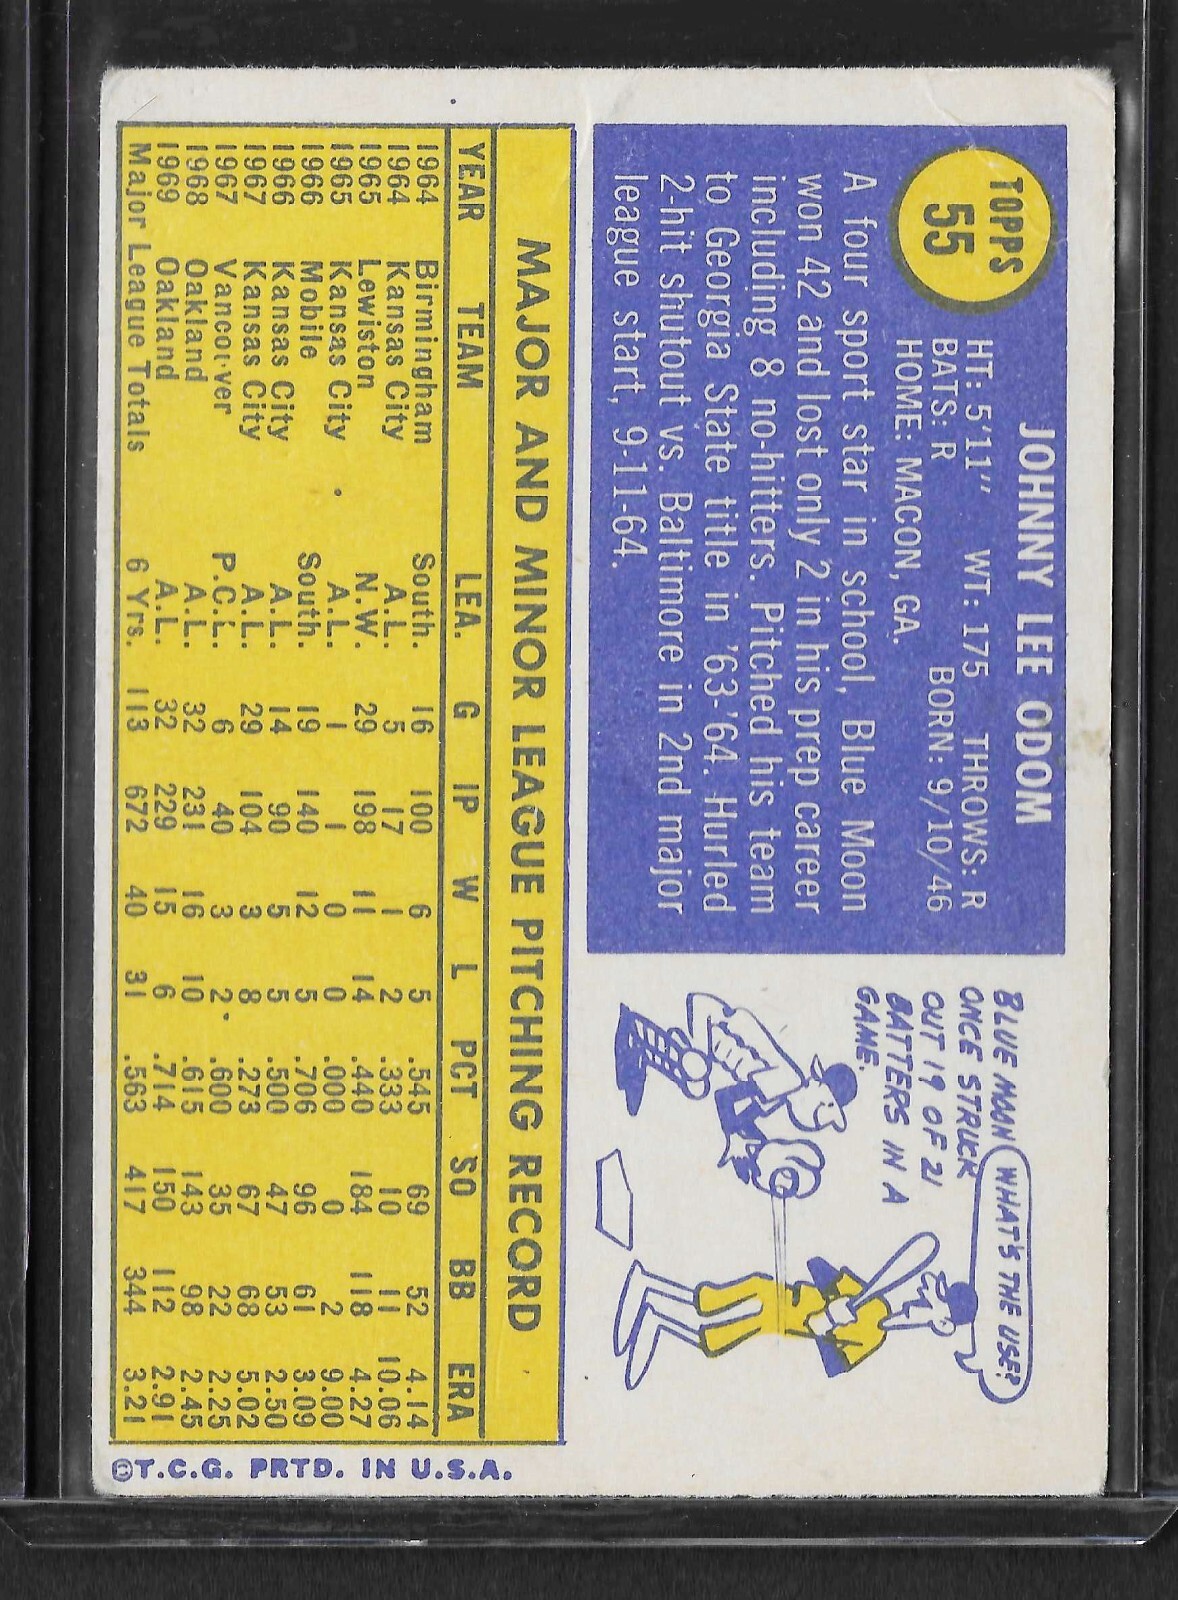 TOPPS
55
JOHNNY LEE ODOM
HT: 5'11" WT: 175 THROWS: R
BATS: R BORN: 9/10/46
HOME: MACON, GA.
A four sport star in school, Blue Moon
won 42 and lost only 2 in his prep career
including 8 no-hitters. Pitched his team
to Georgia State title in '63-'64. Hurled
2-hit shutout vs. Baltimore in 2nd major
league start, 9-11-64.
BLUE MOON
ONCE STRUCK
OUT 19 OF 21
BATTERS IN A
GAME.
WHAT'S THE USE?
MAJOR AND MINOR LEAGUE PITCHING RECORD
YEAR TEAM LEA. G IP W L PCT SO BB ERA
1964 Birmingham South. 16 100 6 5 .545 69 52 4.14
1964 Kansas City A.L. 5 17 1 2 .333 10 11 10.06
1965 Lewiston N.W. 29 198 11 14 .440 184 118 4.27
1965 Kansas City A.L. 1 1 0 0 .000 0 2 9.00
1966 Mobile South. 19 140 12 5 .706 96 61 3.09
1966 Kansas City A.L. 14 90 5 5 .500 47 53 2.50
1967 Kansas City A.L. 29 104 3 8 .273 67 68 5.02
1967 Vancouver P.C.L. 6 40 3 2 .600 35 22 2.25
1968 Oakland A.L. 32 231 16 10 .615 143 98 2.45
1969 Oakland A.L. 32 229 15 6 .714 150 112 2.91
Major League Totals 6 Yrs. 113 672 40 31 .563 417 344 3.21
©T.C.G. PRTD. IN U.S.A.